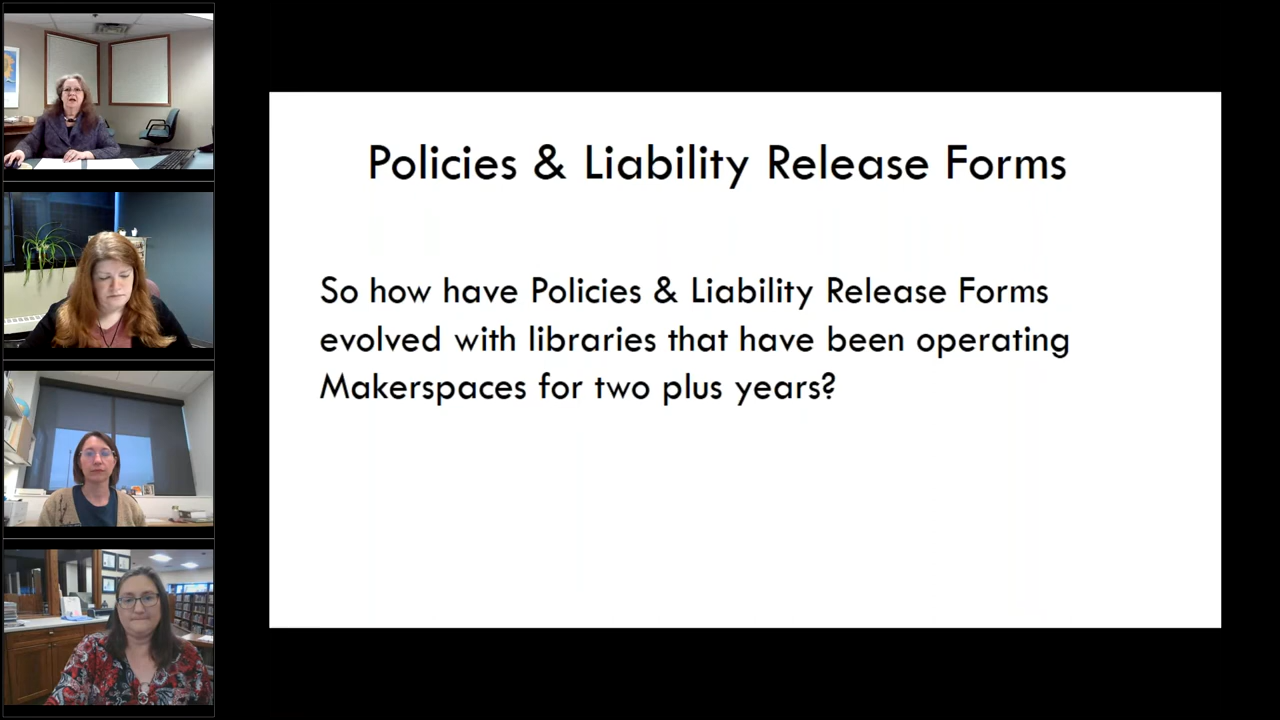 Policies & Liability Release Forms
So how have Policies & Liability Release Forms
evolved with libraries that have been operating
Makerspaces for two plus years?